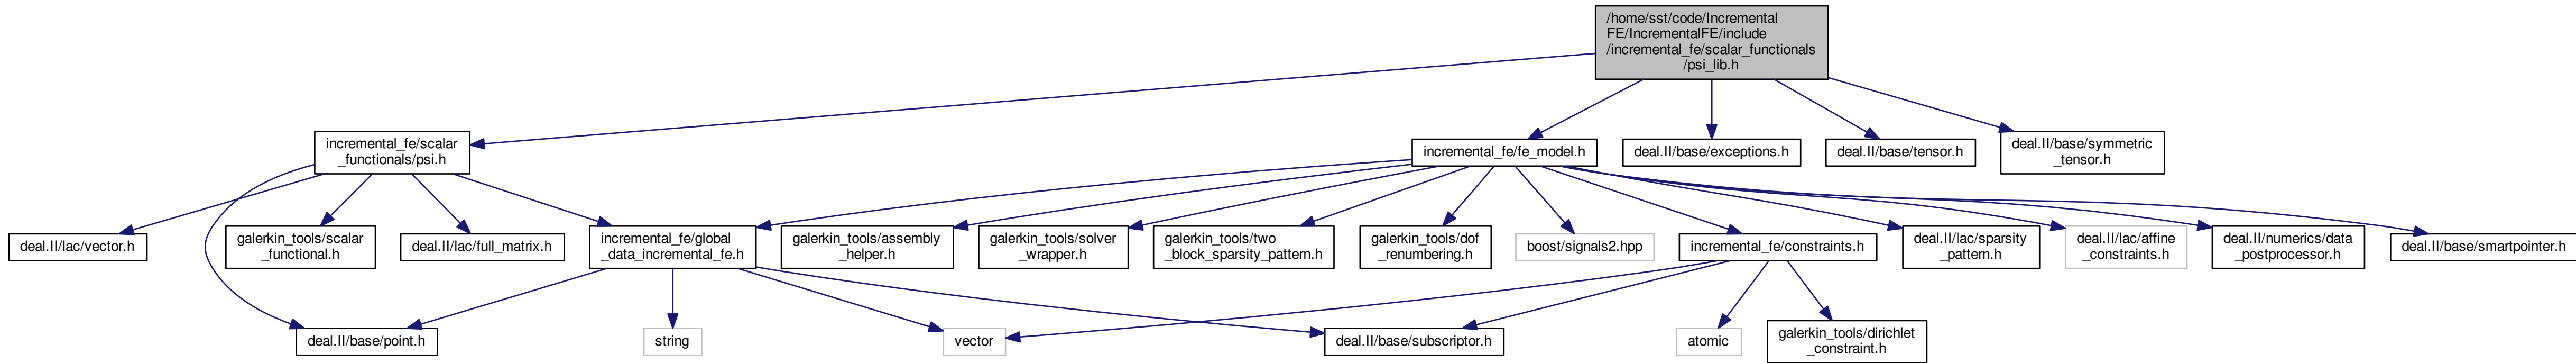 /home/sst/code/Incremental
FE/IncrementalFE/include
/incremental_fe/scalar_functionals
/psi_lib.h
incremental_fe/scalar
_functionals/psi.h
incremental_fe/fe_model.h
deal.II/base/exceptions.h
deal.II/base/tensor.h
deal.II/base/symmetric
_tensor.h
deal.II/lac/vector.h
galerkin_tools/scalar
_functional.h
deal.II/lac/full_matrix.h
incremental_fe/global
_data_incremental_fe.h
galerkin_tools/assembly
_helper.h
galerkin_tools/solver
_wrapper.h
galerkin_tools/two
_block_sparsity_pattern.h
galerkin_tools/dof
_renumbering.h
boost/signals2.hpp
incremental_fe/constraints.h
deal.II/lac/sparsity
_pattern.h
deal.II/lac/affine
_constraints.h
deal.II/numerics/data
_postprocessor.h
deal.II/base/smartpointer.h
deal.II/base/point.h
string
vector
deal.II/base/subscriptor.h
atomic
galerkin_tools/dirichlet
_constraint.h